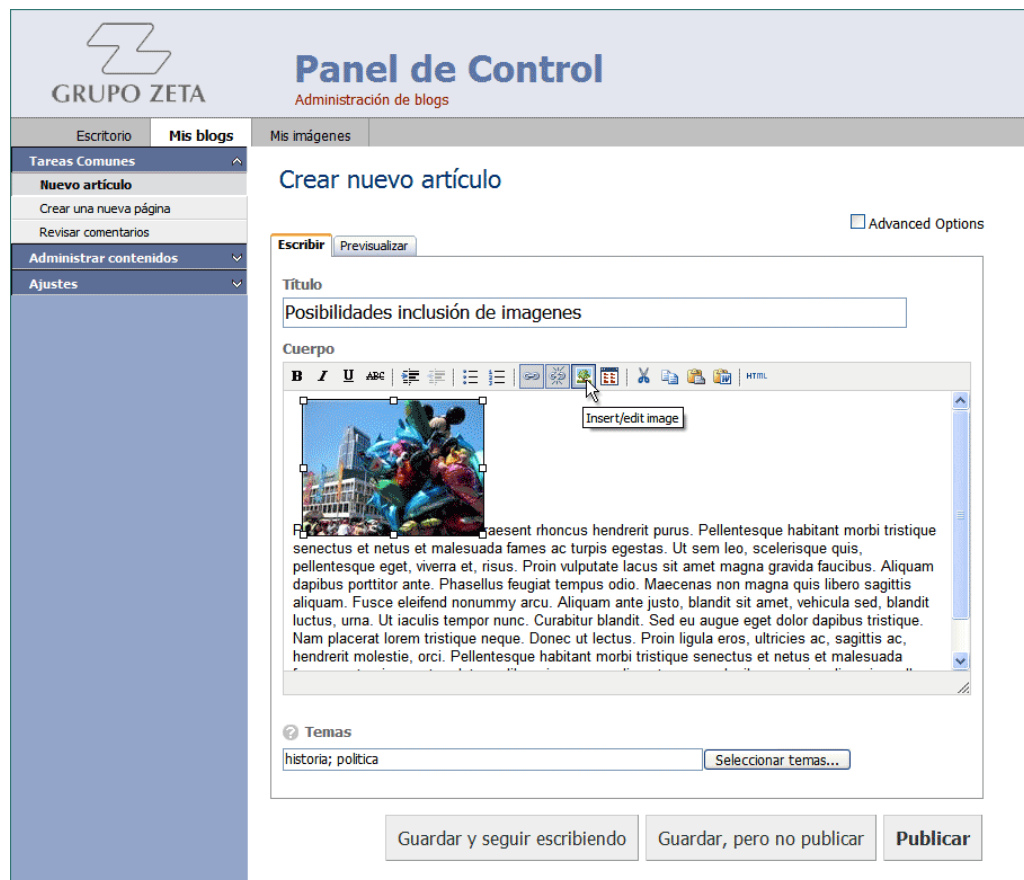 GRUPO ZETA
Panel de Control
Administración de blogs
Escritorio
Mis blogs
Mis imágenes
Tareas Comunes
Nuevo artículo
Crear una nueva página
Revisar comentarios
Administrar contenidos
Ajustes
Crear nuevo artículo
Advanced Options
Escribir
Previsualizar
Título
Posibilidades inclusión de imagenes
Cuerpo
B I U ABC HTML
Insert/edit image
raesent rhoncus hendrerit purus. Pellentesque habitant morbi tristique
senectus et netus et malesuada fames ac turpis egestas. Ut sem leo, scelerisque quis,
pellentesque eget, viverra et, risus. Proin vulputate lacus sit amet magna gravida faucibus. Aliquam
dapibus porttitor ante. Phasellus feugiat tempus odio. Maecenas non magna quis libero sagittis
aliquam. Fusce eleifend nonummy arcu. Aliquam ante justo, blandit sit amet, vehicula sed, blandit
luctus, urna. Ut iaculis tempor nunc. Curabitur blandit. Sed eu augue eget dolor dapibus tristique.
Nam placerat lorem tristique neque. Donec ut lectus. Proin ligula eros, ultricies ac, sagittis ac,
hendrerit molestie, orci. Pellentesque habitant morbi tristique senectus et netus et malesuada
? Temas
historia; politica
Seleccionar temas...
Guardar y seguir escribiendo
Guardar, pero no publicar
Publicar